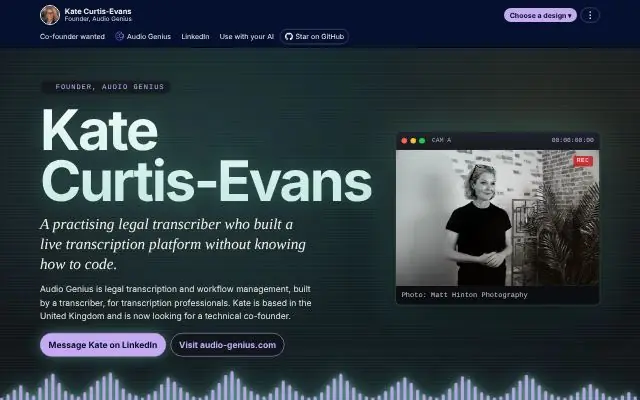 Kate Curtis-Evans
Founder, Audio Genius
Choose a design ▾
Co-founder wanted
Audio Genius
LinkedIn
Use with your AI
Star on GitHub
FOUNDER, AUDIO GENIUS
Kate
Curtis-Evans
A practising legal transcriber who built a
live transcription platform without knowing
how to code.
Audio Genius is legal transcription and workflow management, built
by a transcriber, for transcription professionals. Kate is based in the
United Kingdom and is now looking for a technical co-founder.
Message Kate on LinkedIn
Visit audio-genius.com
CAM A
00:00:00:00
REC
Photo: Matt Hinton Photography